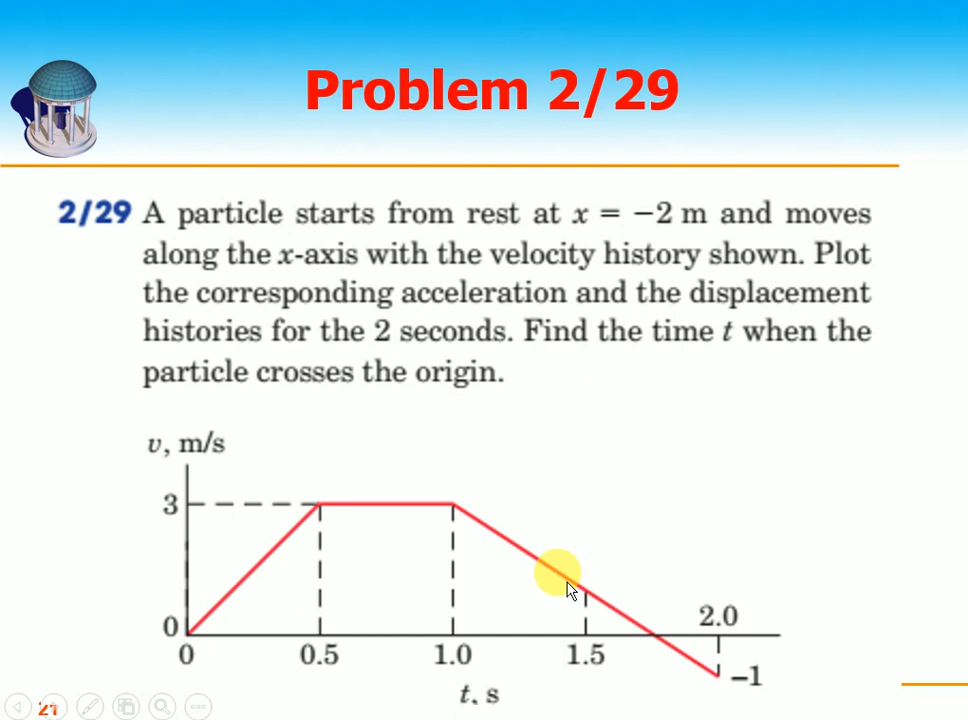 Problem 2/29
2/29 A particle starts from rest at x = −2 m and moves
along the x-axis with the velocity history shown. Plot
the corresponding acceleration and the displacement
histories for the 2 seconds. Find the time t when the
particle crosses the origin.
v, m/s
3
0
2.0
0 0.5 1.0 1.5
−1
t, s
21